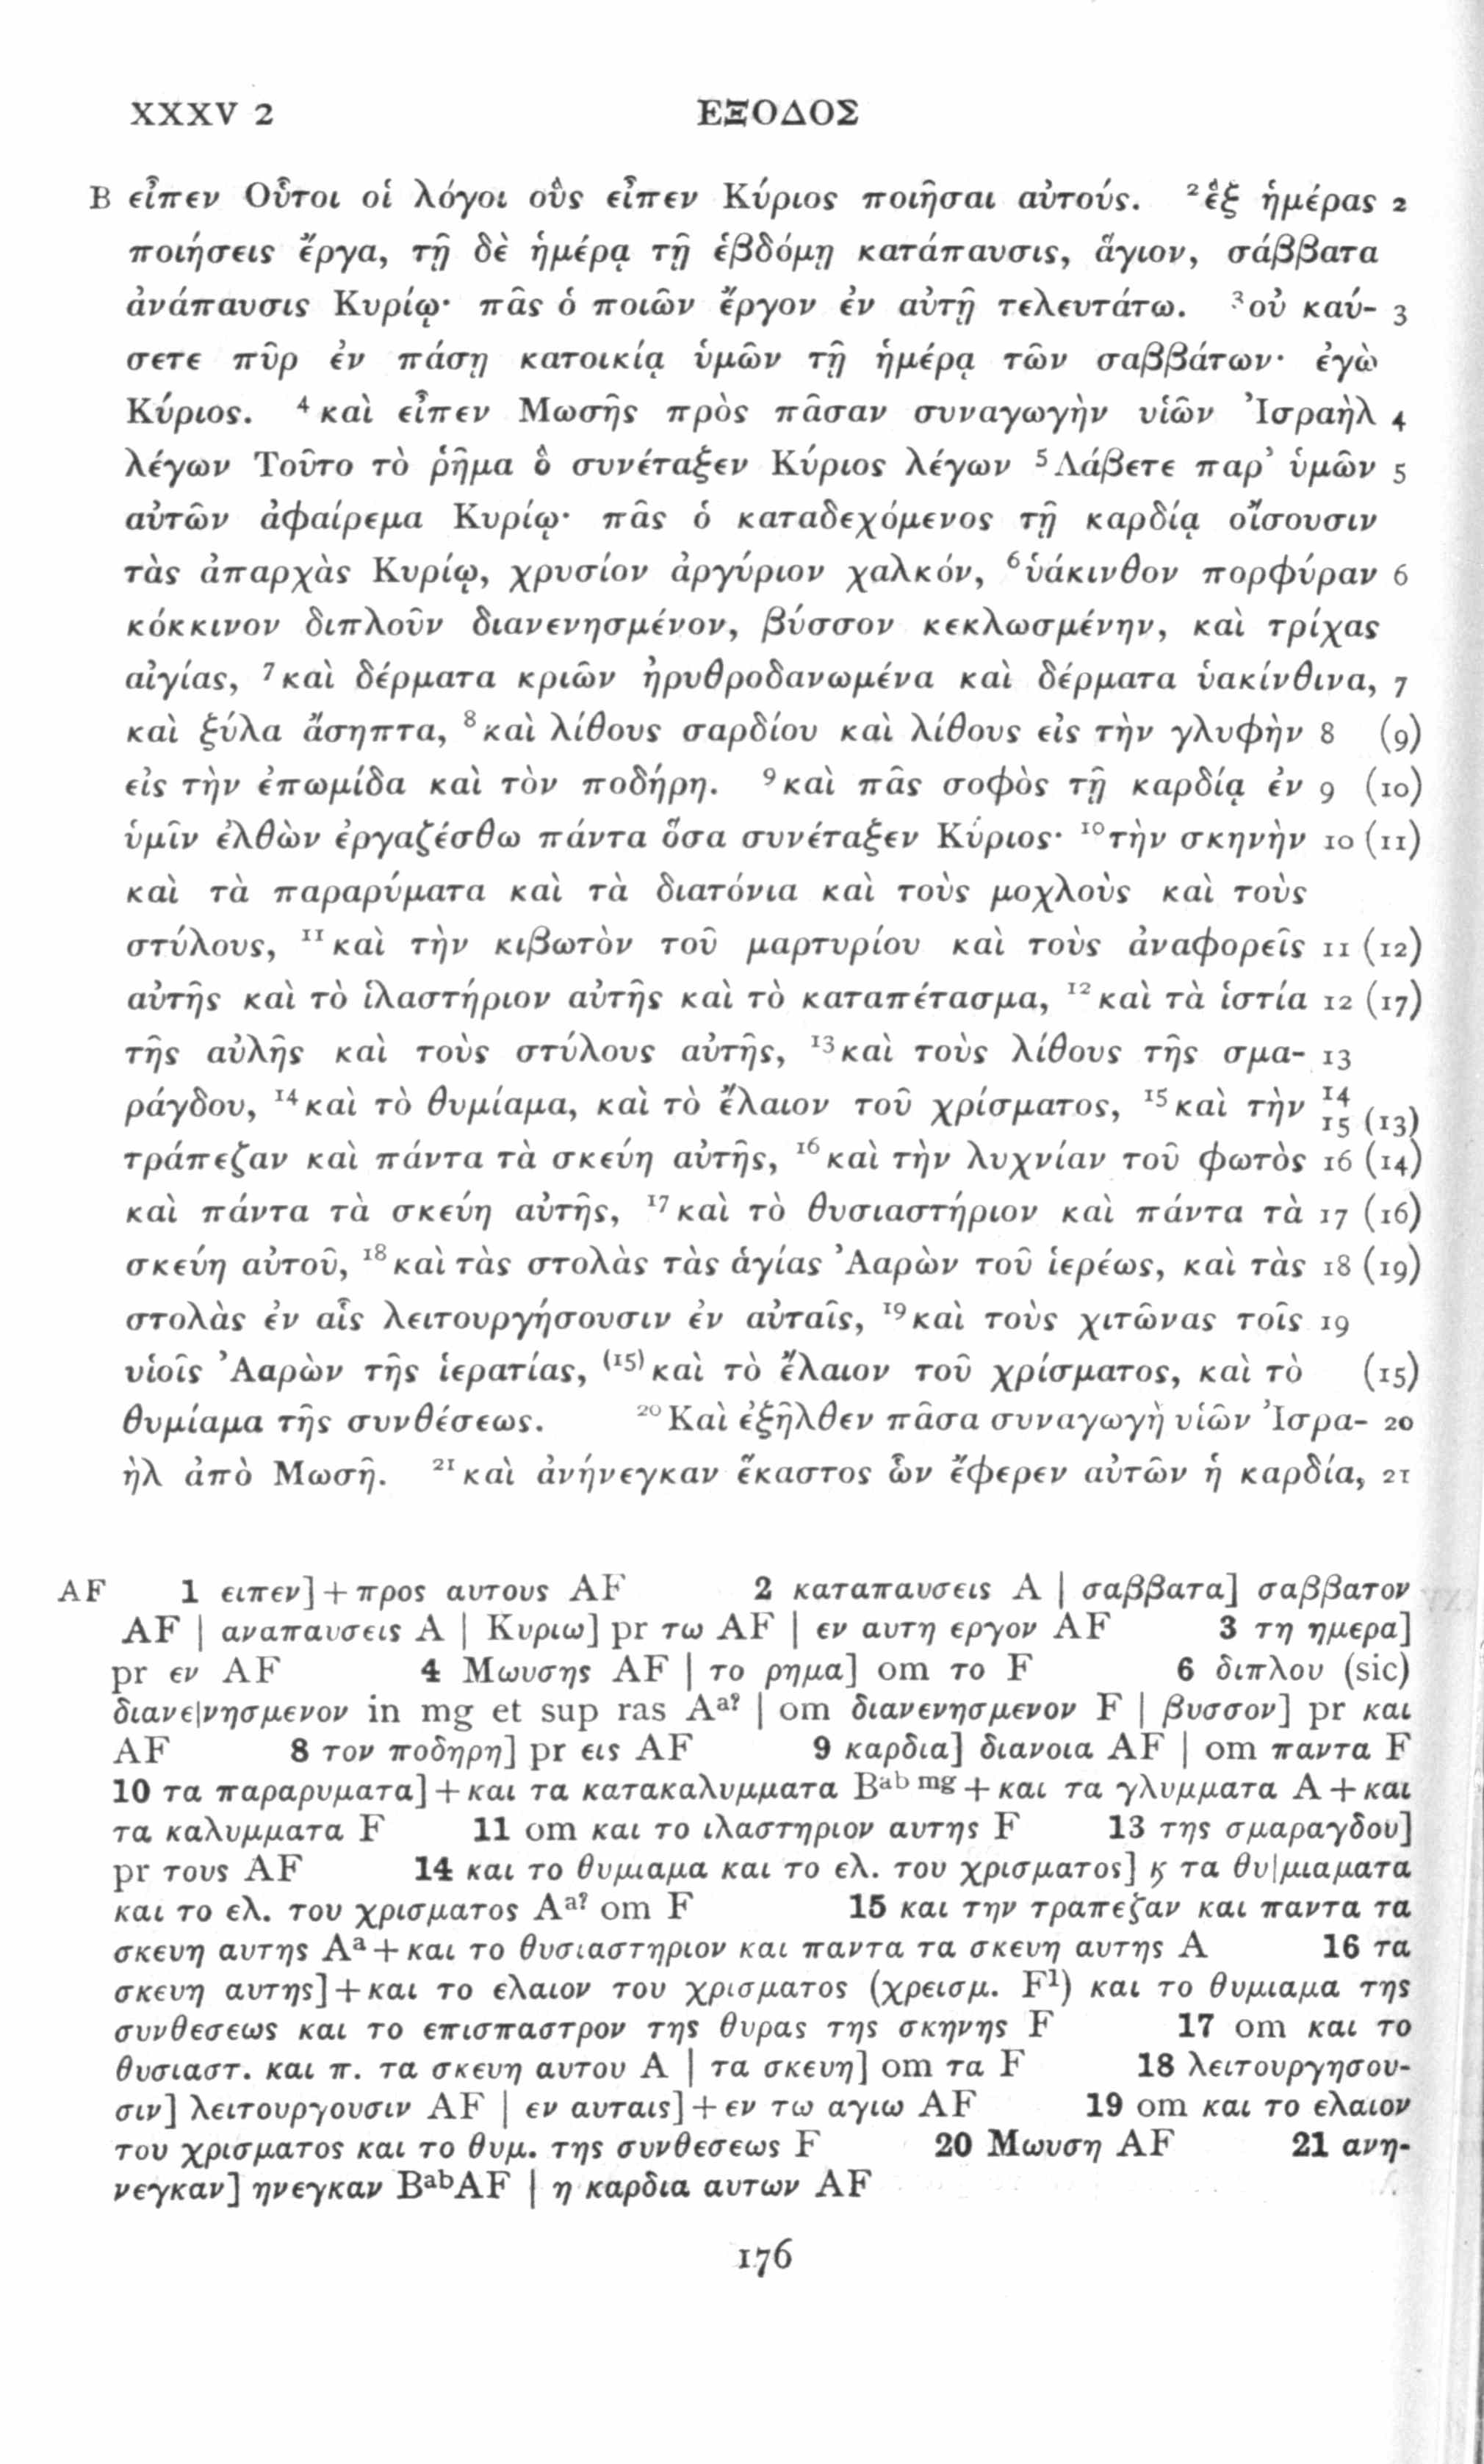 XXXV 2 ΕΞΟΔΟΣ
B εἶπεν Οὗτοι οἱ λόγοι οὓς εἶπεν Κύριος ποιῆσαι αὐτούς. ²ἓξ ἡμέρας 2
ποιήσεις ἔργα, τῇ δὲ ἡμέρᾳ τῇ ἑβδόμῃ κατάπαυσις, ἅγιον, σάββατα
ἀνάπαυσις Κυρίῳ· πᾶς ὁ ποιῶν ἔργον ἐν αὐτῇ τελευτάτω. ³οὐ καύ- 3
σετε πῦρ ἐν πάσῃ κατοικίᾳ ὑμῶν τῇ ἡμέρᾳ τῶν σαββάτων· ἐγὼ
Κύριος. ⁴καὶ εἶπεν Μωσῆς πρὸς πᾶσαν συναγωγὴν υἱῶν Ἰσραὴλ 4
λέγων Τοῦτο τὸ ῥῆμα ὃ συνέταξεν Κύριος λέγων ⁵Λάβετε παρ’ ὑμῶν 5
αὐτῶν ἀφαίρεμα Κυρίῳ· πᾶς ὁ καταδεχόμενος τῇ καρδίᾳ οἴσουσιν
τὰς ἀπαρχὰς Κυρίῳ, χρυσίον ἀργύριον χαλκόν, ⁶ὑάκινθον πορφύραν 6
κόκκινον διπλοῦν διανενησμένον, βύσσον κεκλωσμένην, καὶ τρίχας
αἰγίας, ⁷καὶ δέρματα κριῶν ἠρυθροδανωμένα καὶ δέρματα ὑακίνθινα, 7
καὶ ξύλα ἄσηπτα, ⁸καὶ λίθους σαρδίου καὶ λίθους εἰς τὴν γλυφὴν 8 (9)
εἰς τὴν ἐπωμίδα καὶ τὸν ποδήρη. ⁹καὶ πᾶς σοφὸς τῇ καρδίᾳ ἐν 9 (10)
ὑμῖν ἐλθὼν ἐργαζέσθω πάντα ὅσα συνέταξεν Κύριος· ¹⁰τὴν σκηνὴν 10 (11)
καὶ τὰ παραρύματα καὶ τὰ διατόνια καὶ τοὺς μοχλοὺς καὶ τοὺς
στύλους, ¹¹καὶ τὴν κιβωτὸν τοῦ μαρτυρίου καὶ τοὺς ἀναφορεῖς 11 (12)
αὐτῆς καὶ τὸ ἱλαστήριον αὐτῆς καὶ τὸ καταπέτασμα, ¹²καὶ τὰ ἱστία 12 (17)
τῆς αὐλῆς καὶ τοὺς στύλους αὐτῆς, ¹³καὶ τοὺς λίθους τῆς σμα- 13
ράγδου, ¹⁴καὶ τὸ θυμίαμα, καὶ τὸ ἔλαιον τοῦ χρίσματος, ¹⁵καὶ τὴν 14 15 (13)
τράπεζαν καὶ πάντα τὰ σκεύη αὐτῆς, ¹⁶καὶ τὴν λυχνίαν τοῦ φωτὸς 16 (14)
καὶ πάντα τὰ σκεύη αὐτῆς, ¹⁷καὶ τὸ θυσιαστήριον καὶ πάντα τὰ 17 (16)
σκεύη αὐτοῦ, ¹⁸καὶ τὰς στολὰς τὰς ἁγίας Ἀαρὼν τοῦ ἱερέως, καὶ τὰς 18 (19)
στολὰς ἐν αἷς λειτουργήσουσιν ἐν αὐταῖς, ¹⁹καὶ τοὺς χιτῶνας τοῖς 19
υἱοῖς Ἀαρὼν τῆς ἱερατίας, ⁽¹⁵⁾καὶ τὸ ἔλαιον τοῦ χρίσματος, καὶ τὸ (15)
θυμίαμα τῆς συνθέσεως. ²⁰Καὶ ἐξῆλθεν πᾶσα συναγωγὴ υἱῶν Ἰσρα- 20
ὴλ ἀπὸ Μωσῆ. ²¹καὶ ἀνήνεγκαν ἕκαστος ὧν ἔφερεν αὐτῶν ἡ καρδία, 21
AF 1 ειπεν]+προς αυτους AF 2 καταπαυσεις A | σαββατα] σαββατον
AF | αναπαυσεις A | Κυριω] pr τω AF | εν αυτη εργον AF 3 τη ημερα]
pr εν AF 4 Μωυσης AF | το ρημα] om το F 6 διπλου (sic)
διανε|νησμενον in mg et sup ras Aᵃ? | om διανενησμενον F | βυσσον] pr και
AF 8 τον ποδηρη] pr εις AF 9 καρδια] διανοια AF | om παντα F
10 τα παραρυματα]+και τα κατακαλυμματα Bᵃᵇ ᵐᵍ+και τα γλυμματα A+και
τα καλυμματα F 11 om και το ιλαστηριον αυτης F 13 της σμαραγδου]
pr τους AF 14 και το θυμιαμα και το ελ. του χρισματος] ϗ τα θυ|μιαματα
και το ελ. του χρισματος Aᵃ? om F 15 και την τραπεζαν και παντα τα
σκευη αυτης Aᵃ+και το θυσιαστηριον και παντα τα σκευη αυτης A 16 τα
σκευη αυτης]+και το ελαιον του χρισματος (χρεισμ. F¹) και το θυμιαμα της
συνθεσεως και το επισπαστρον της θυρας της σκηνης F 17 om και το
θυσιαστ. και π. τα σκευη αυτου A | τα σκευη] om τα F 18 λειτουργησου-
σιν] λειτουργουσιν AF | εν αυταις]+εν τω αγιω AF 19 om και το ελαιον
του χρισματος και το θυμ. της συνθεσεως F 20 Μωυση AF 21 ανη-
νεγκαν] ηνεγκαν BᵃᵇAF | η καρδια αυτων AF
176